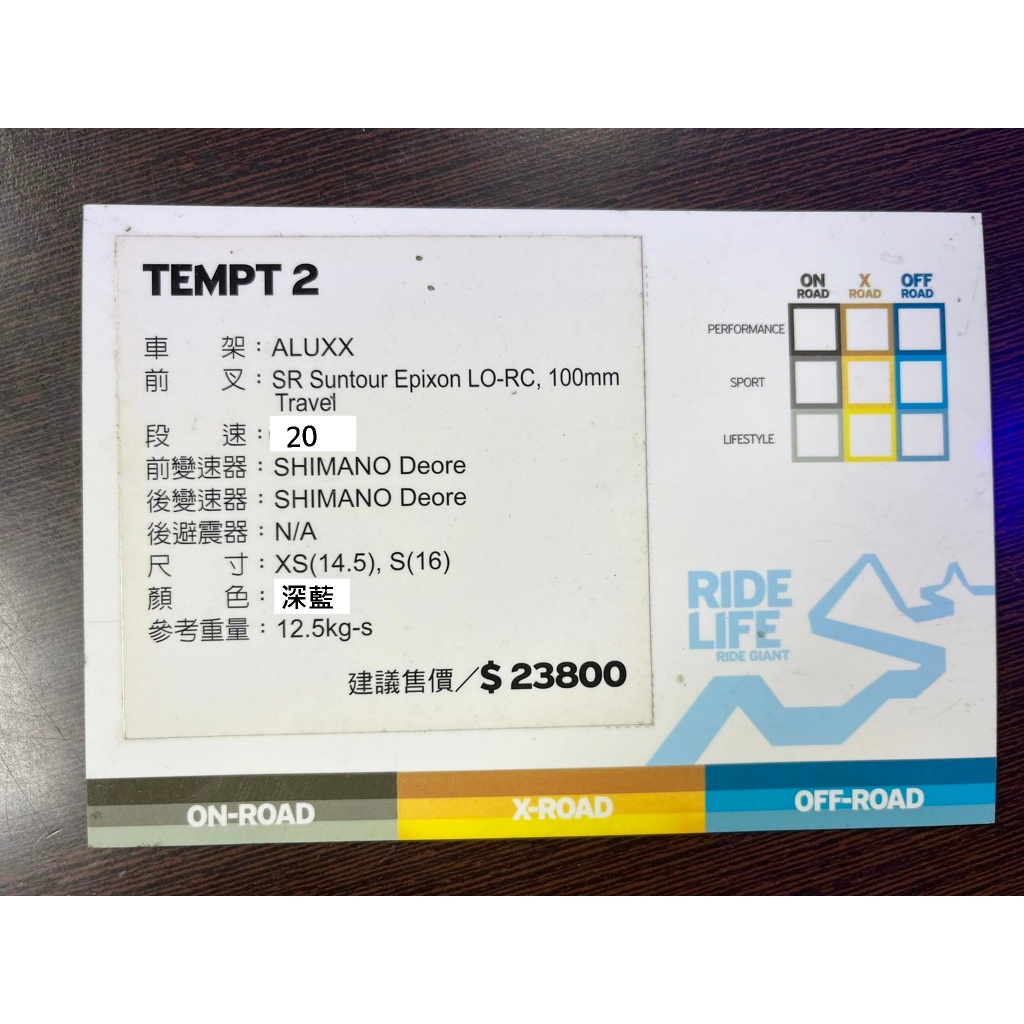 TEMPT 2
車 架：ALUXX
前 叉：SR Suntour Epixon LO-RC, 100mm
Travel
段 速：20
前變速器：SHIMANO Deore
後變速器：SHIMANO Deore
後避震器：N/A
尺 寸：XS(14.5), S(16)
顏 色：深藍
參考重量：12.5kg-s
建議售價／$ 23800
ON ROAD X ROAD OFF ROAD
PERFORMANCE
SPORT
LIFESTYLE
RIDE
LIFE
RIDE GIANT
ON-ROAD X-ROAD OFF-ROAD